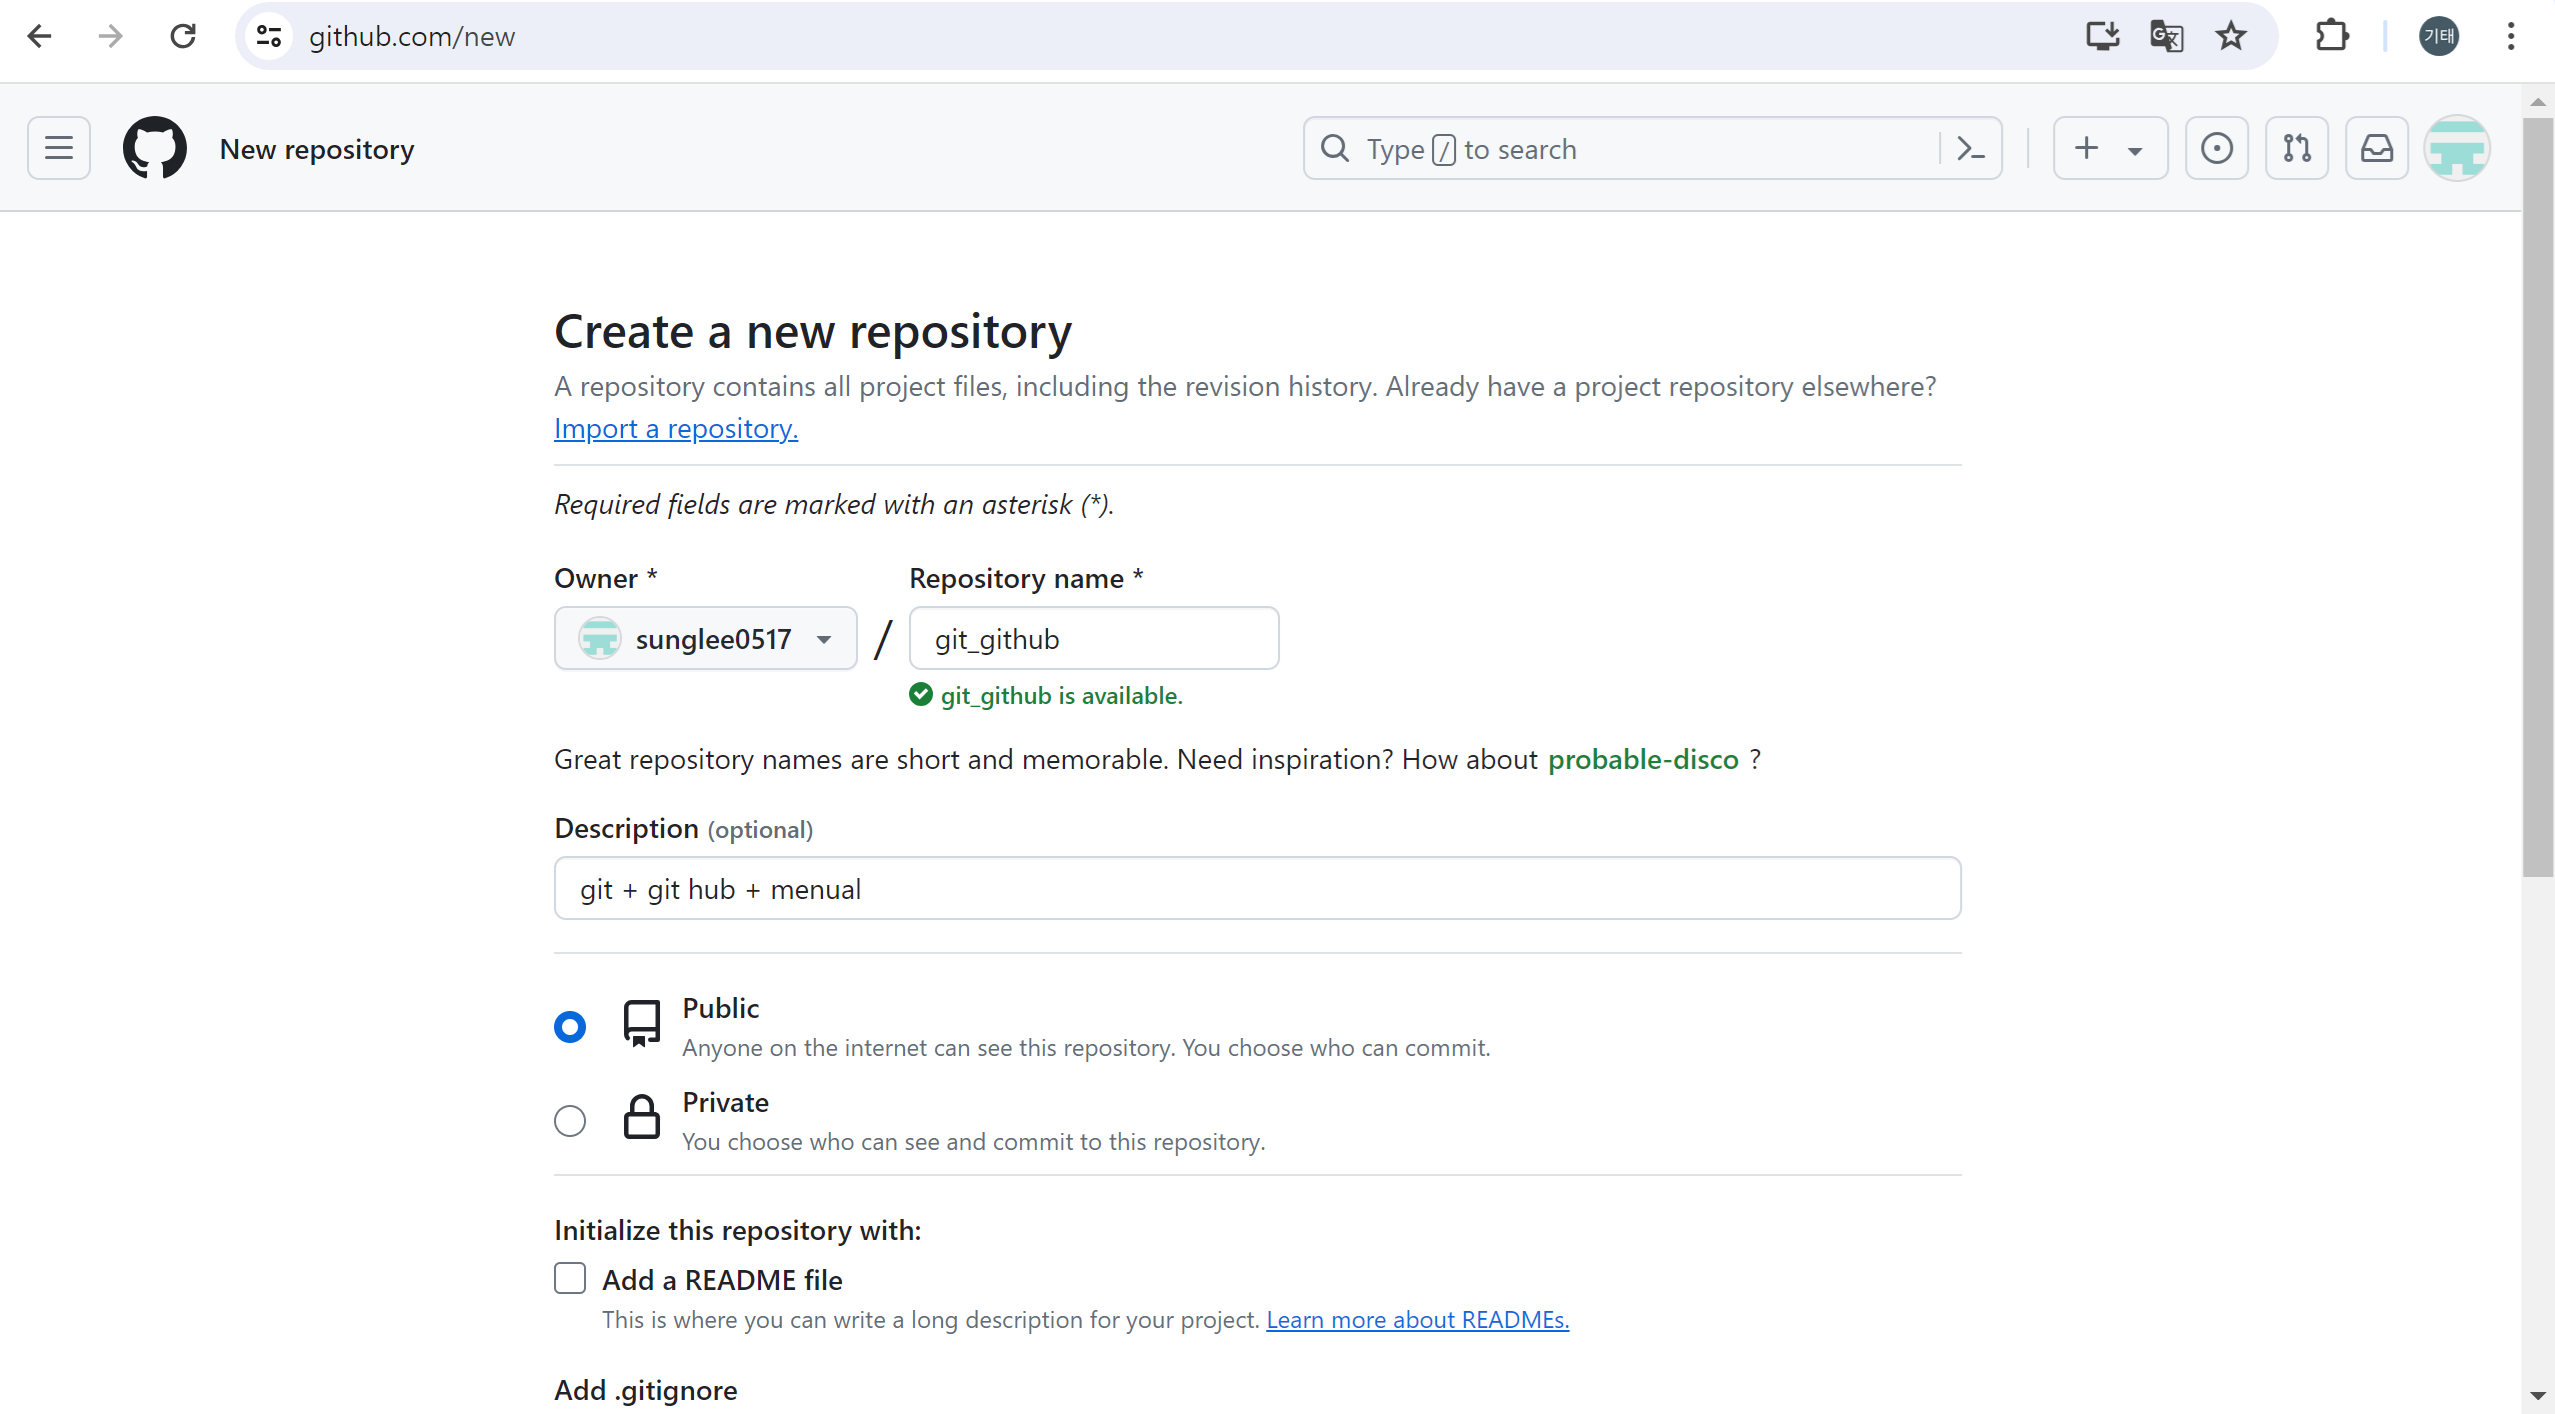 github.com/new
기태
New repository
Type / to search
Create a new repository
A repository contains all project files, including the revision history. Already have a project repository elsewhere?
Import a repository.
Required fields are marked with an asterisk (*).
Owner * Repository name *
sunglee0517 / git_github
git_github is available.
Great repository names are short and memorable. Need inspiration? How about probable-disco ?
Description (optional)
git + git hub + menual
Public
Anyone on the internet can see this repository. You choose who can commit.
Private
You choose who can see and commit to this repository.
Initialize this repository with:
Add a README file
This is where you can write a long description for your project. Learn more about READMEs.
Add .gitignore